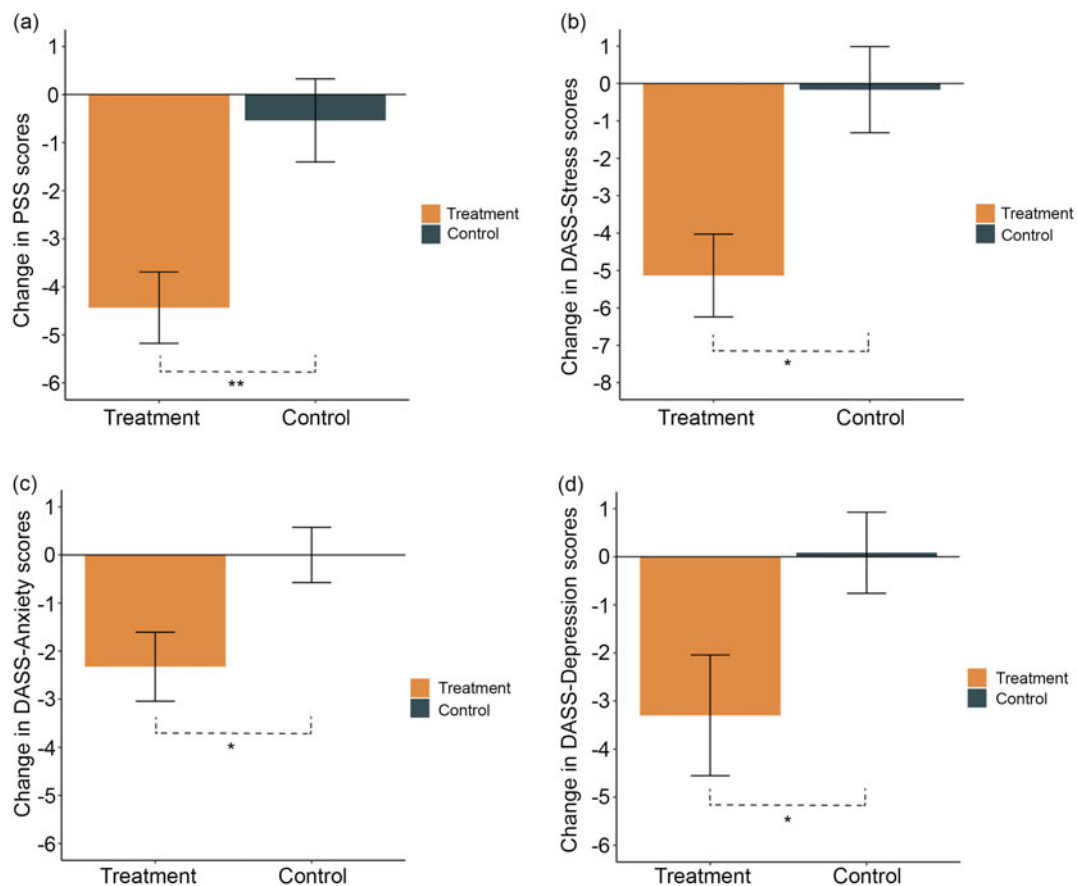 (a)
Change in PSS scores
1
0
-1
-2
-3
-4
-5
-6
**
Treatment
Control
Treatment
Control
(b)
Change in DASS-Stress scores
1
0
-1
-2
-3
-4
-5
-6
-7
-8
*
Treatment
Control
Treatment
Control
(c)
Change in DASS-Anxiety scores
1
0
-1
-2
-3
-4
-5
-6
*
Treatment
Control
Treatment
Control
(d)
Change in DASS-Depression scores
1
0
-1
-2
-3
-4
-5
-6
*
Treatment
Control
Treatment
Control